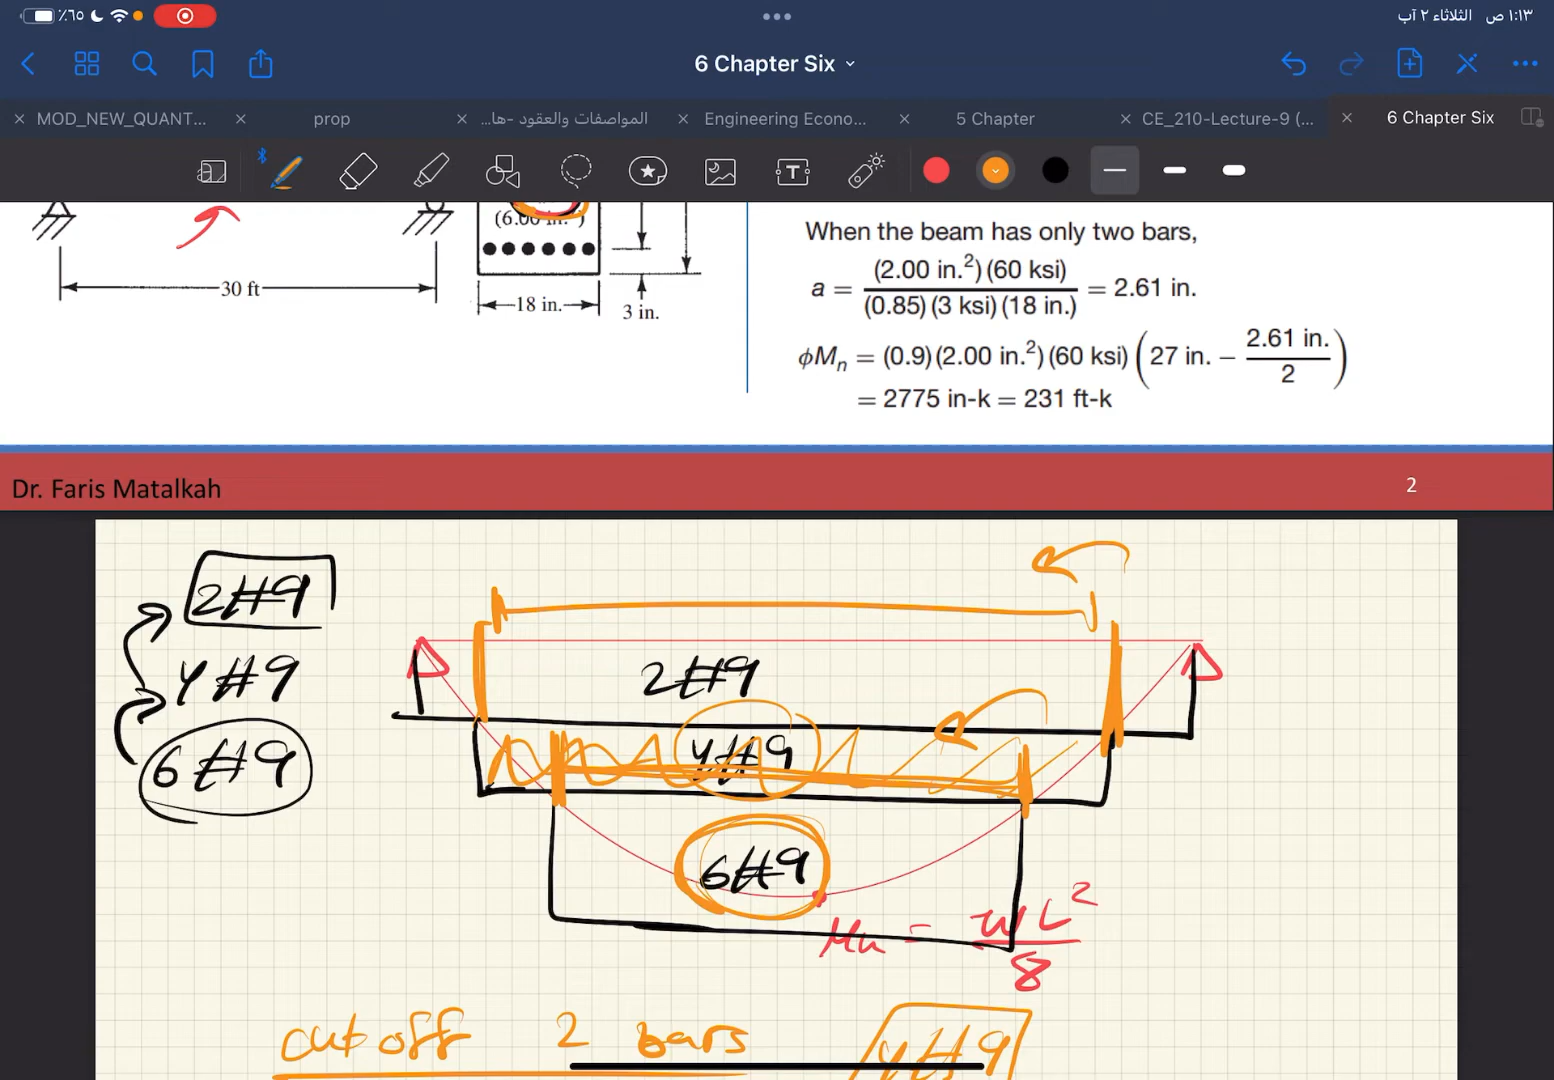 ٪٦٥
١:١٣ ص الثلاثاء ٢ آب
6 Chapter Six
MOD_NEW_QUANT...
prop
المواصفات والعقود -ها...
Engineering Econo...
5 Chapter
CE_210-Lecture-9 (...
6 Chapter Six
T
30 ft
18 in.
3 in.
When the beam has only two bars,
a = (2.00 in.²)(60 ksi) / (0.85)(3 ksi)(18 in.) = 2.61 in.
ϕMn = (0.9)(2.00 in.²)(60 ksi)(27 in. − 2.61 in. / 2)
= 2775 in-k = 231 ft-k
Dr. Faris Matalkah
2
2#9
4#9
6#9
2#9
4#9
6#9
Mu = wL² / 8
cut off 2 bars
4#9